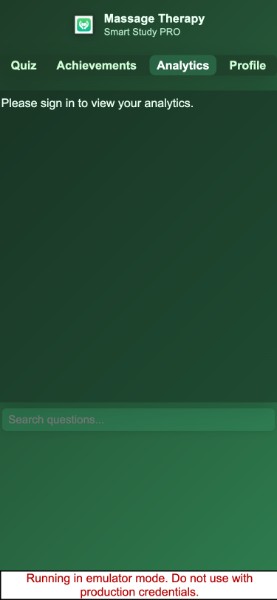 Massage Therapy
Smart Study PRO
Quiz Achievements Analytics Profile
Please sign in to view your analytics.
Search questions...
Running in emulator mode. Do not use with
production credentials.